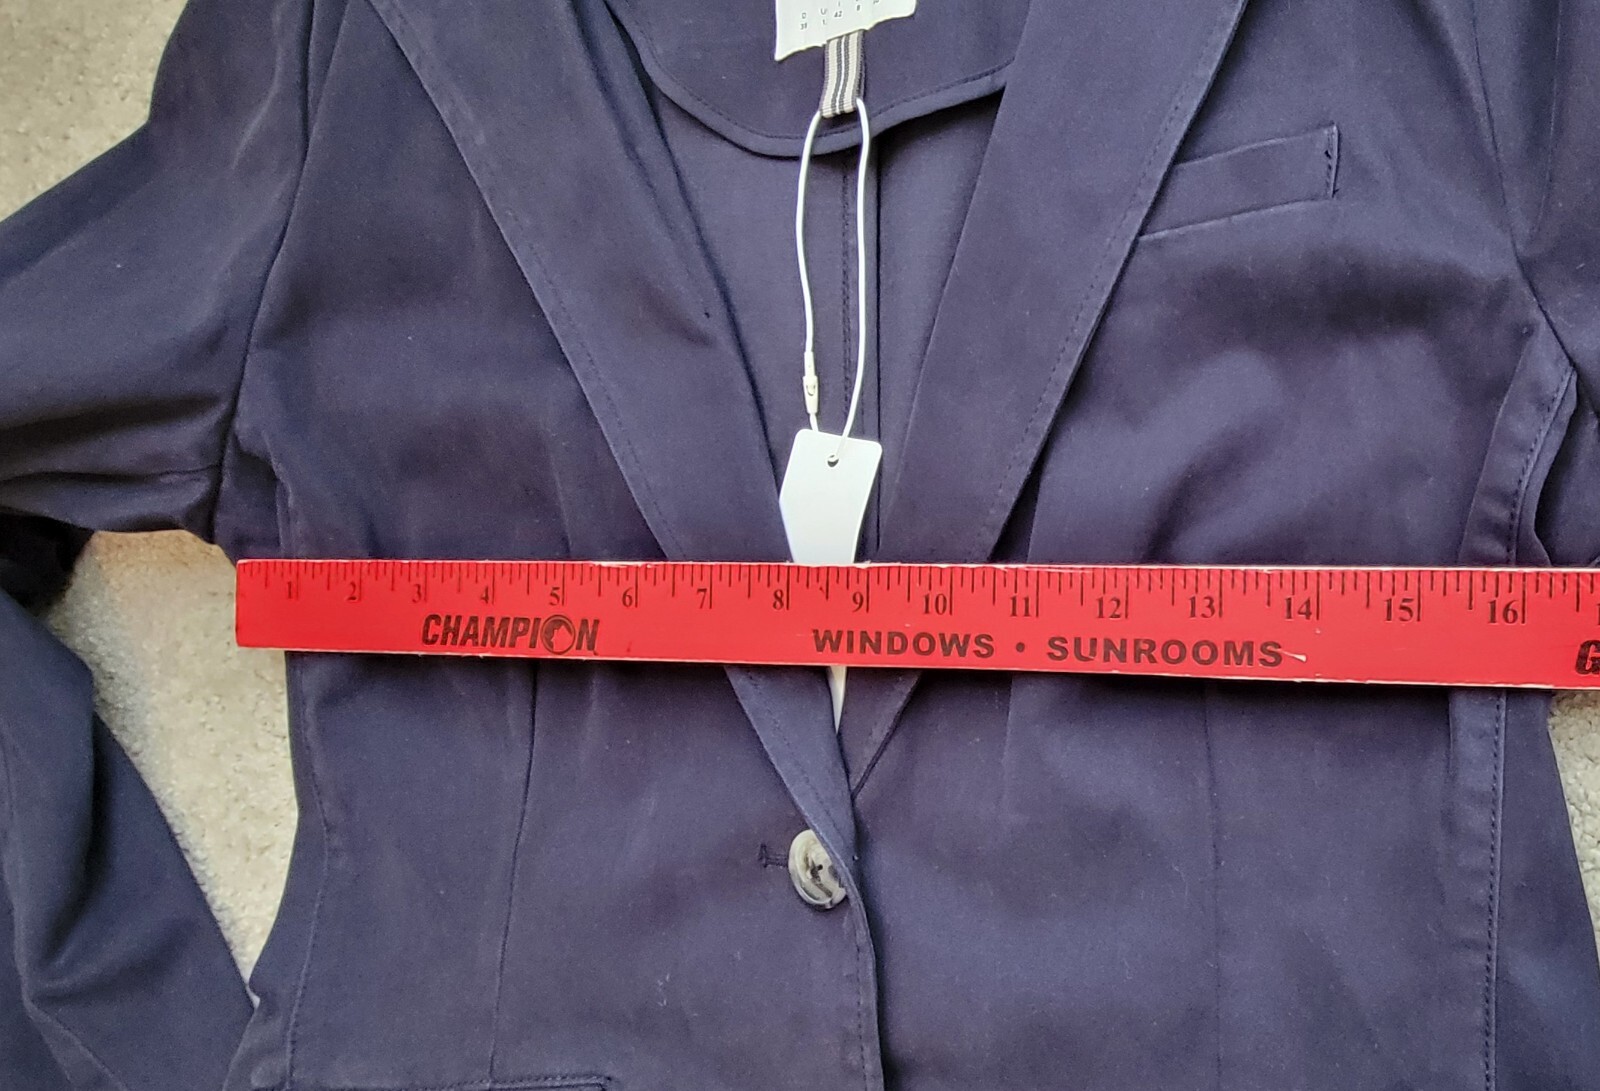 1 2 3 4 5 6 7 8 9 10 11 12 13 14 15 16
CHAMPION WINDOWS • SUNROOMS